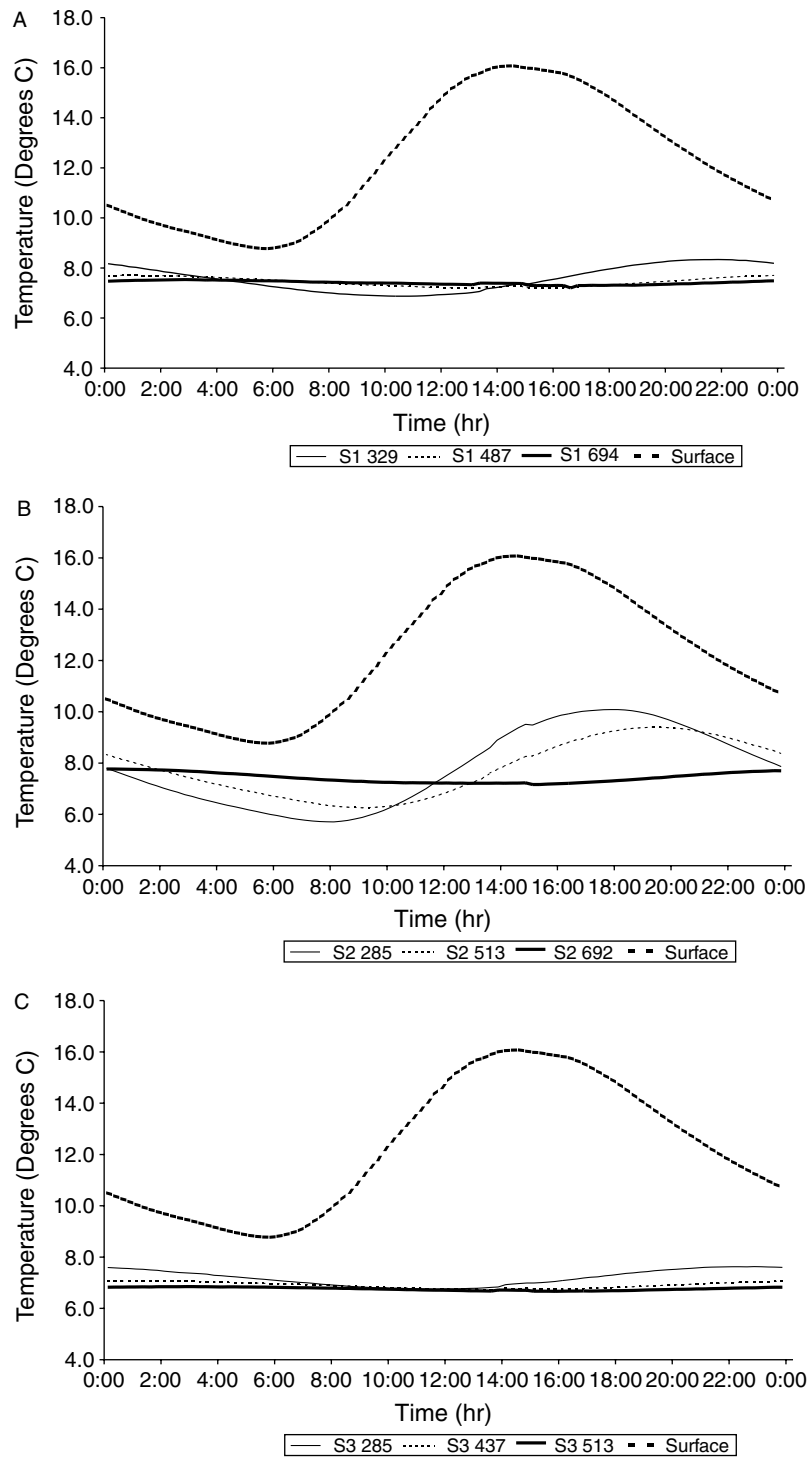 A
18.0
16.0
14.0
12.0
10.0
8.0
6.0
4.0
Temperature (Degrees C)
0:00 2:00 4:00 6:00 8:00 10:00 12:00 14:00 16:00 18:00 20:00 22:00 0:00
Time (hr)
S1 329 S1 487 S1 694 Surface
B
18.0
16.0
14.0
12.0
10.0
8.0
6.0
4.0
Temperature (Degrees C)
0:00 2:00 4:00 6:00 8:00 10:00 12:00 14:00 16:00 18:00 20:00 22:00 0:00
Time (hr)
S2 285 S2 513 S2 692 Surface
C
18.0
16.0
14.0
12.0
10.0
8.0
6.0
4.0
Temperature (Degrees C)
0:00 2:00 4:00 6:00 8:00 10:00 12:00 14:00 16:00 18:00 20:00 22:00 0:00
Time (hr)
S3 285 S3 437 S3 513 Surface